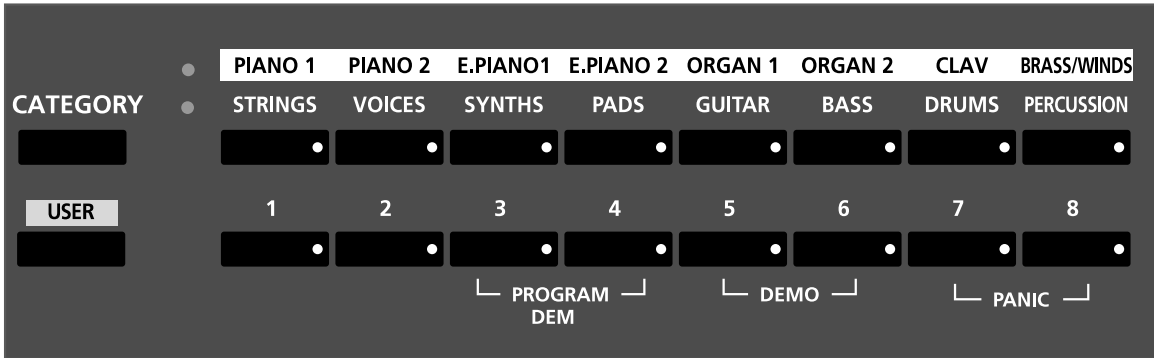 PIANO 1 PIANO 2 E.PIANO1 E.PIANO 2 ORGAN 1 ORGAN 2 CLAV BRASS/WINDS
CATEGORY STRINGS VOICES SYNTHS PADS GUITAR BASS DRUMS PERCUSSION
USER 1 2 3 4 5 6 7 8
PROGRAM DEMO PANIC
DEM